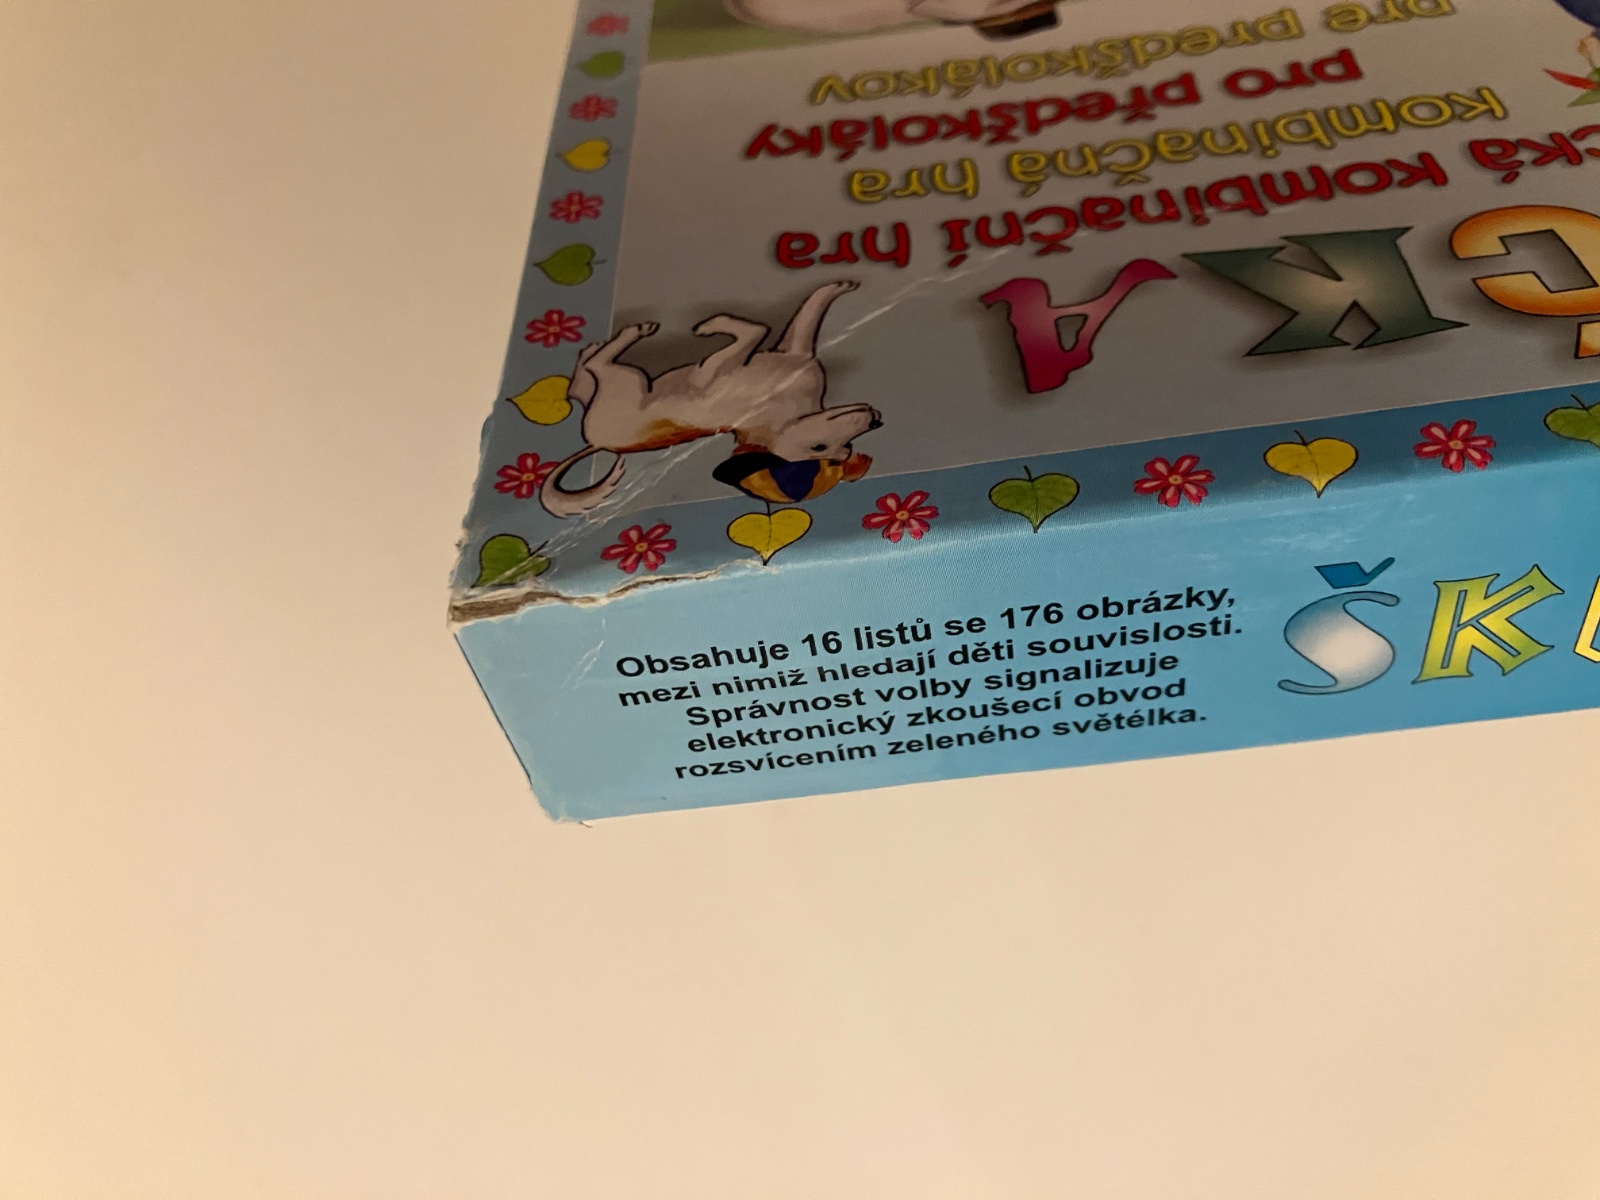 pre predškolákov
pro předškoláky
kombinačná hra
cká kombinační hra
ČKA
Obsahuje 16 listů se 176 obrázky,
mezi nimiž hledají děti souvislosti.
Správnost volby signalizuje
elektronický zkoušecí obvod
rozsvícením zeleného světélka.
ŠK